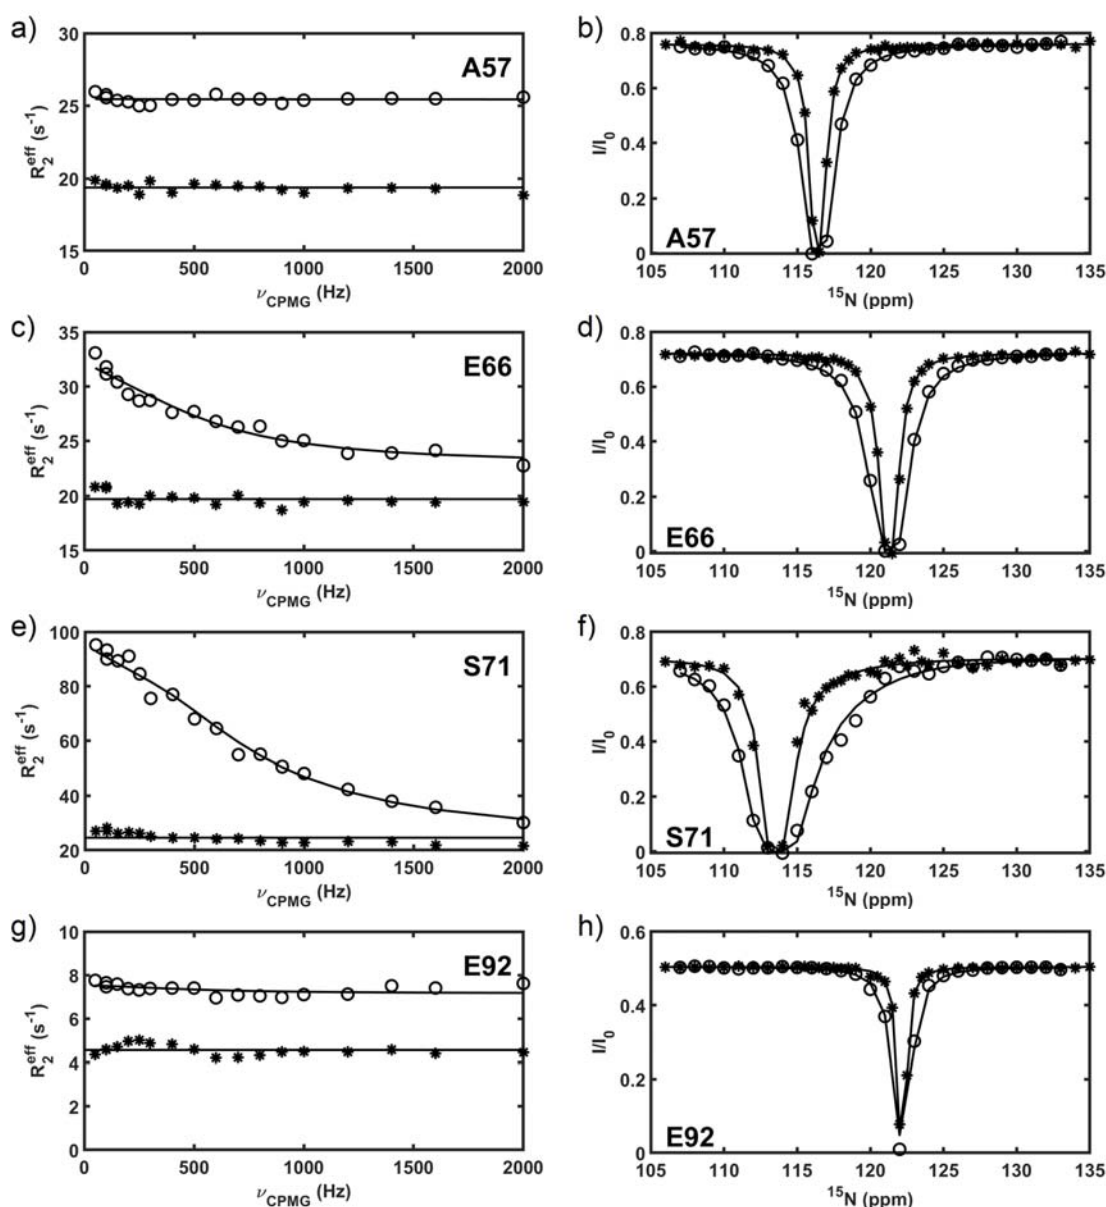 a)
30
25
20
15
R₂ᵉᶠᶠ (s⁻¹)
A57
0 500 1000 1500 2000
ν_CPMG (Hz)
b)
0.8
0.6
0.4
0.2
0
I/I₀
A57
105 110 115 120 125 130 135
¹⁵N (ppm)
c)
35
30
25
20
15
R₂ᵉᶠᶠ (s⁻¹)
E66
0 500 1000 1500 2000
ν_CPMG (Hz)
d)
0.8
0.6
0.4
0.2
0
I/I₀
E66
105 110 115 120 125 130 135
¹⁵N (ppm)
e)
100
80
60
40
20
R₂ᵉᶠᶠ (s⁻¹)
S71
0 500 1000 1500 2000
ν_CPMG (Hz)
f)
0.8
0.6
0.4
0.2
0
I/I₀
S71
105 110 115 120 125 130 135
¹⁵N (ppm)
g)
10
8
6
4
2
0
R₂ᵉᶠᶠ (s⁻¹)
E92
0 500 1000 1500 2000
ν_CPMG (Hz)
h)
0.6
0.4
0.2
0
I/I₀
E92
105 110 115 120 125 130 135
¹⁵N (ppm)